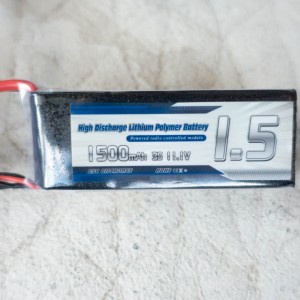 High Discharge Lithium Polymer Battery
Powered radio controlled models
1.5
1500mAh 3S 11.1V